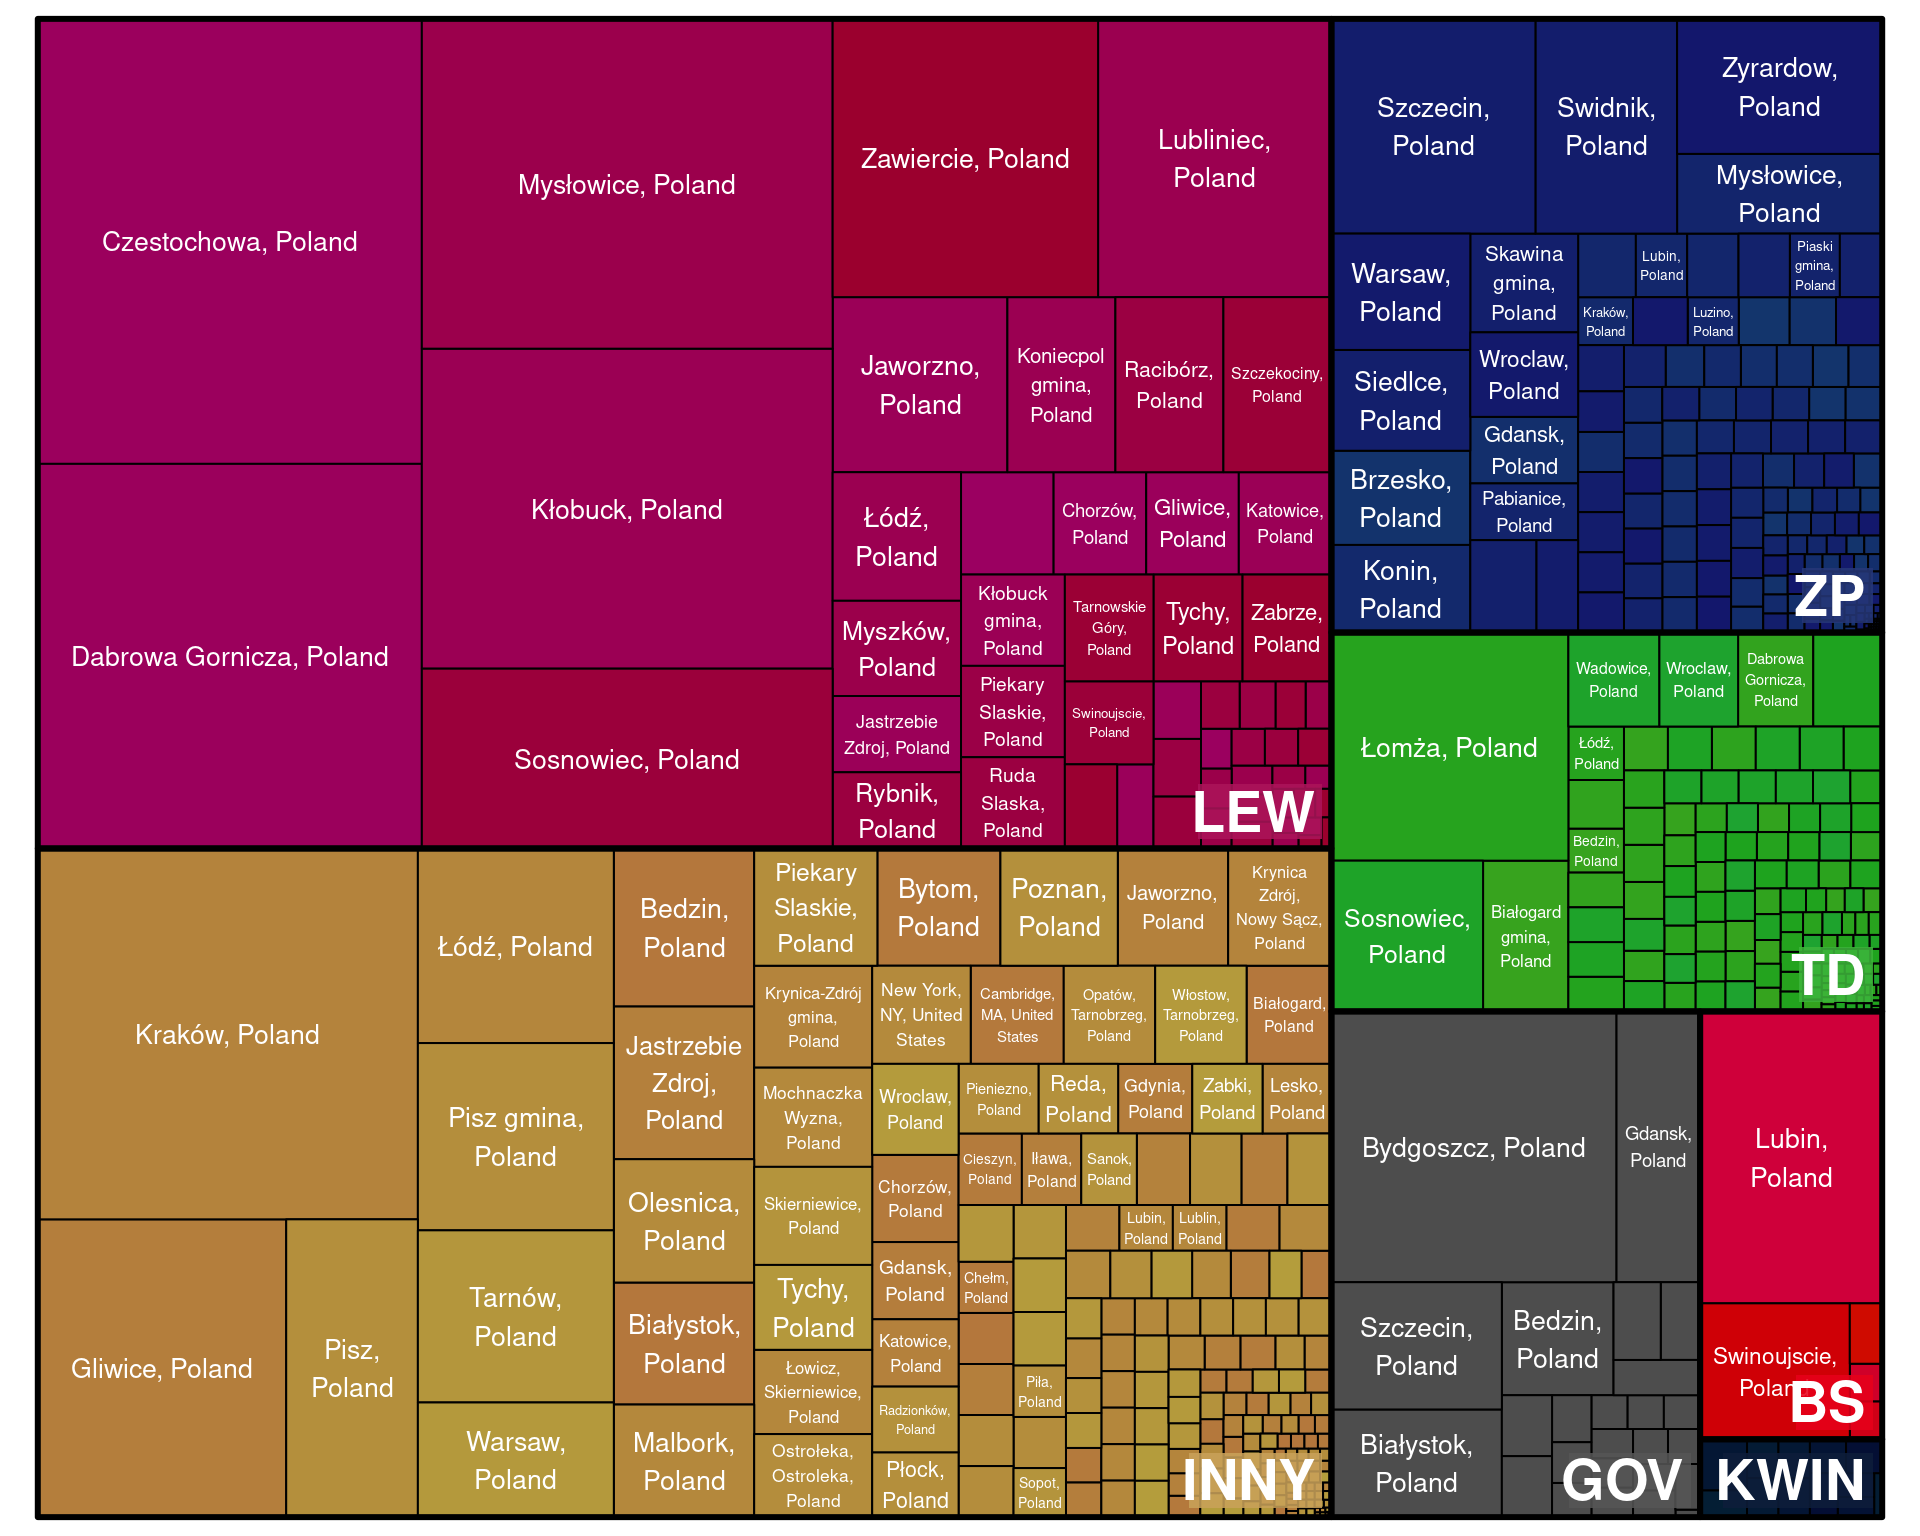 Czestochowa, Poland
Dabrowa Gornicza, Poland
Mysłowice, Poland
Kłobuck, Poland
Sosnowiec, Poland
Zawiercie, Poland
Lubliniec,
Poland
Jaworzno,
Poland
Koniecpol
gmina,
Poland
Racibórz,
Poland
Szczekociny,
Poland
Łódź,
Poland
Myszków,
Poland
Jastrzebie
Zdroj, Poland
Rybnik,
Poland
Chorzów,
Poland
Gliwice,
Poland
Katowice,
Poland
Kłobuck
gmina,
Poland
Piekary
Slaskie,
Poland
Ruda
Slaska,
Poland
Tarnowskie
Góry,
Poland
Tychy,
Poland
Zabrze,
Poland
Swinoujscie,
Poland
LEW
Szczecin,
Poland
Swidnik,
Poland
Zyrardow,
Poland
Mysłowice,
Poland
Warsaw,
Poland
Siedlce,
Poland
Brzesko,
Poland
Konin,
Poland
Skawina
gmina,
Poland
Wroclaw,
Poland
Gdansk,
Poland
Pabianice,
Poland
Lubin,
Poland
Piaski
gmina,
Poland
Kraków,
Poland
Luzino,
Poland
ZP
Łomża, Poland
Sosnowiec,
Poland
Białogard
gmina,
Poland
Wadowice,
Poland
Wroclaw,
Poland
Dabrowa
Gornicza,
Poland
Łódź,
Poland
Bedzin,
Poland
TD
Kraków, Poland
Gliwice, Poland
Pisz,
Poland
Łódź, Poland
Pisz gmina,
Poland
Tarnów,
Poland
Warsaw,
Poland
Bedzin,
Poland
Jastrzebie
Zdroj,
Poland
Olesnica,
Poland
Białystok,
Poland
Malbork,
Poland
Piekary
Slaskie,
Poland
Bytom,
Poland
Poznan,
Poland
Jaworzno,
Poland
Krynica
Zdrój,
Nowy Sącz,
Poland
Krynica-Zdrój
gmina,
Poland
Mochnaczka
Wyzna,
Poland
Skierniewice,
Poland
Tychy,
Poland
Łowicz,
Skierniewice,
Poland
Ostrołeka,
Ostroleka,
Poland
New York,
NY, United
States
Cambridge,
MA, United
States
Opatów,
Tarnobrzeg,
Poland
Włostow,
Tarnobrzeg,
Poland
Białogard,
Poland
Wroclaw,
Poland
Chorzów,
Poland
Gdansk,
Poland
Katowice,
Poland
Radzionków,
Poland
Płock,
Poland
Pieniezno,
Poland
Reda,
Poland
Gdynia,
Poland
Zabki,
Poland
Lesko,
Poland
Cieszyn,
Poland
Iława,
Poland
Sanok,
Poland
Lubin,
Poland
Lublin,
Poland
Chełm,
Poland
Piła,
Poland
Sopot,
Poland
INNY
Bydgoszcz, Poland
Gdansk,
Poland
Szczecin,
Poland
Białystok,
Poland
Bedzin,
Poland
GOV
Lubin,
Poland
Swinoujscie,
Poland
BS
KWIN